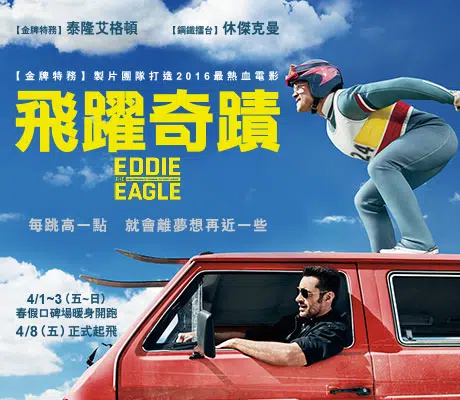 【金牌特務】泰隆艾格頓 【鋼鐵擂台】休傑克曼
【金牌特務】製片團隊打造2016最熱血電影
飛躍奇蹟
EDDIE
THE
EAGLE
每跳高一點 就會離夢想再近一些
4/1~3(五~日)
春假口碑場暖身開跑
4/8(五)正式起飛
24